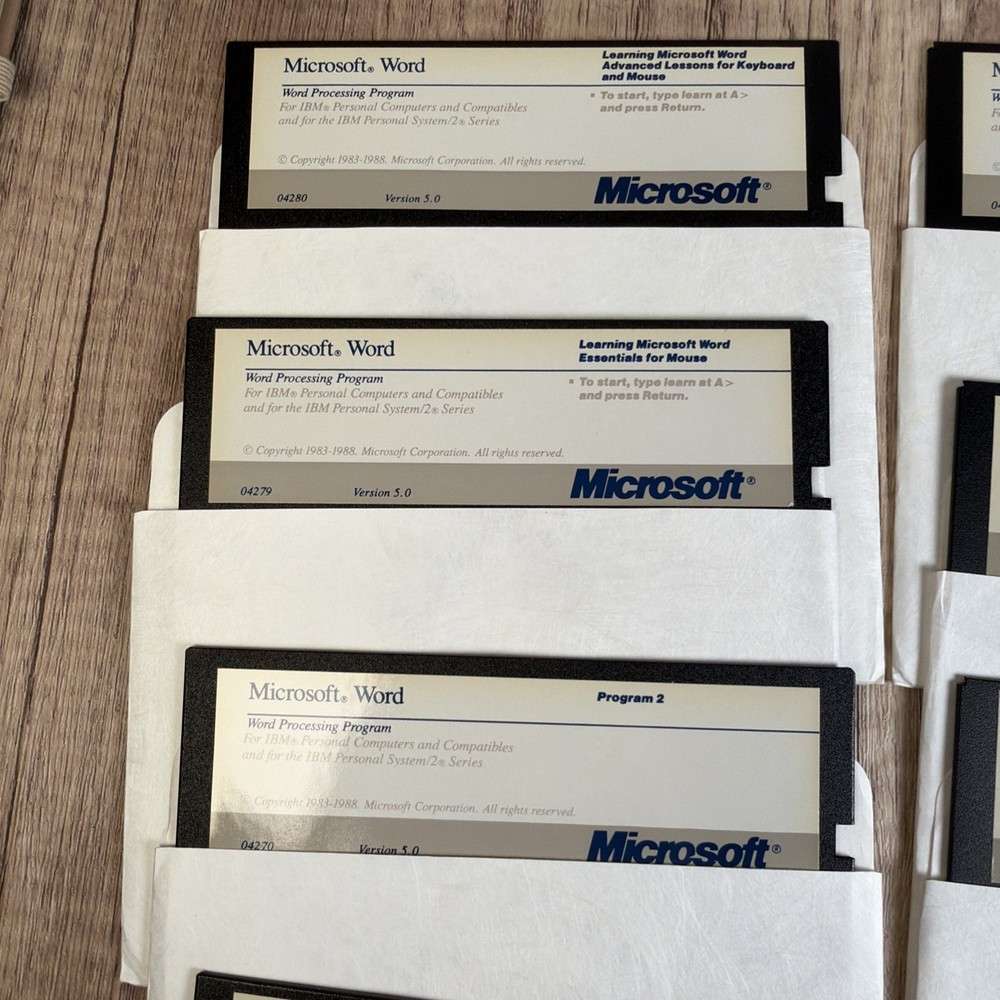 Microsoft® Word
Learning Microsoft Word
Advanced Lessons for Keyboard
and Mouse
Word Processing Program
For IBM® Personal Computers and Compatibles
and for the IBM Personal System/2® Series
▪ To start, type learn at A>
and press Return.
© Copyright 1983-1988. Microsoft Corporation. All rights reserved.
04280 Version 5.0
Microsoft®
Microsoft® Word
Learning Microsoft Word
Essentials for Mouse
Word Processing Program
For IBM® Personal Computers and Compatibles
and for the IBM Personal System/2® Series
▪ To start, type learn at A>
and press Return.
© Copyright 1983-1988. Microsoft Corporation. All rights reserved.
04279 Version 5.0
Microsoft®
Microsoft® Word
Program 2
Word Processing Program
For IBM® Personal Computers and Compatibles
and for the IBM Personal System/2® Series
© Copyright 1983-1988. Microsoft Corporation. All rights reserved.
04270 Version 5.0
Microsoft®